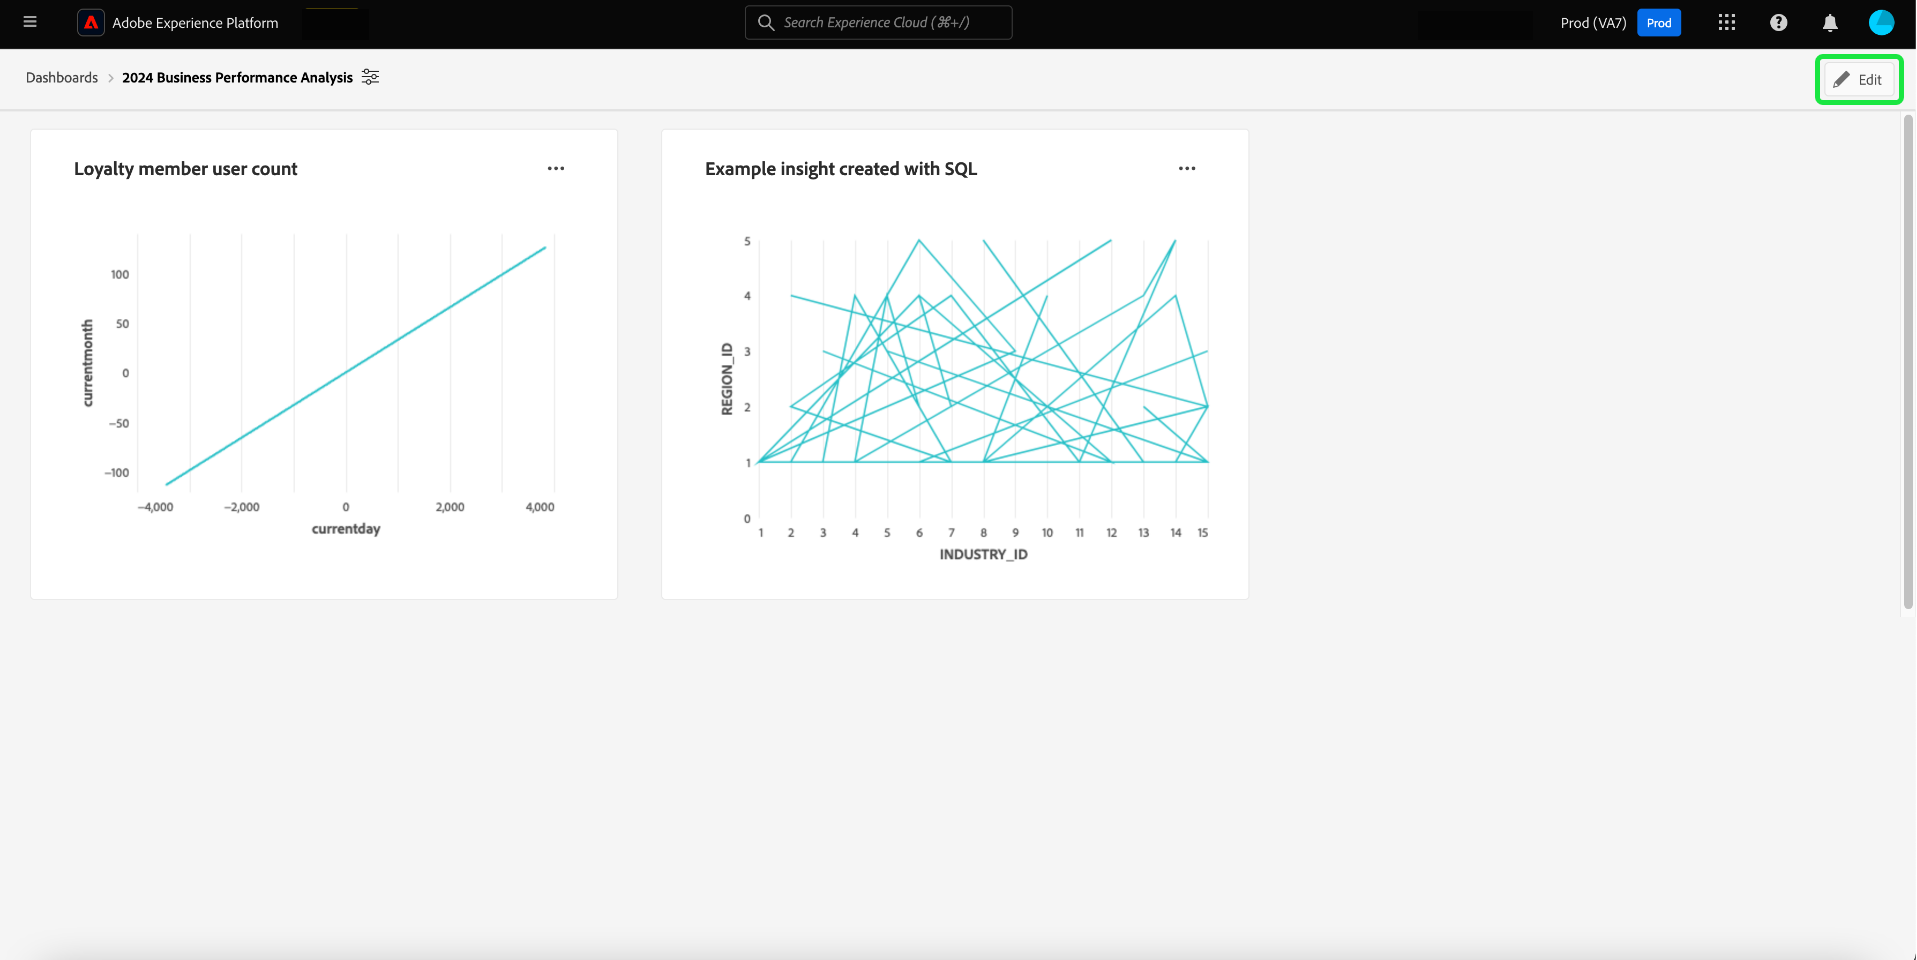 Adobe Experience Platform
Search Experience Cloud (⌘+/)
Prod (VA7)
Prod
Dashboards > 2024 Business Performance Analysis
Edit
Loyalty member user count
currentmonth
100
50
0
−50
−100
−4,000 −2,000 0 2,000 4,000
currentday
Example insight created with SQL
REGION_ID
5
4
3
2
1
0
1 2 3 4 5 6 7 8 9 10 11 12 13 14 15
INDUSTRY_ID